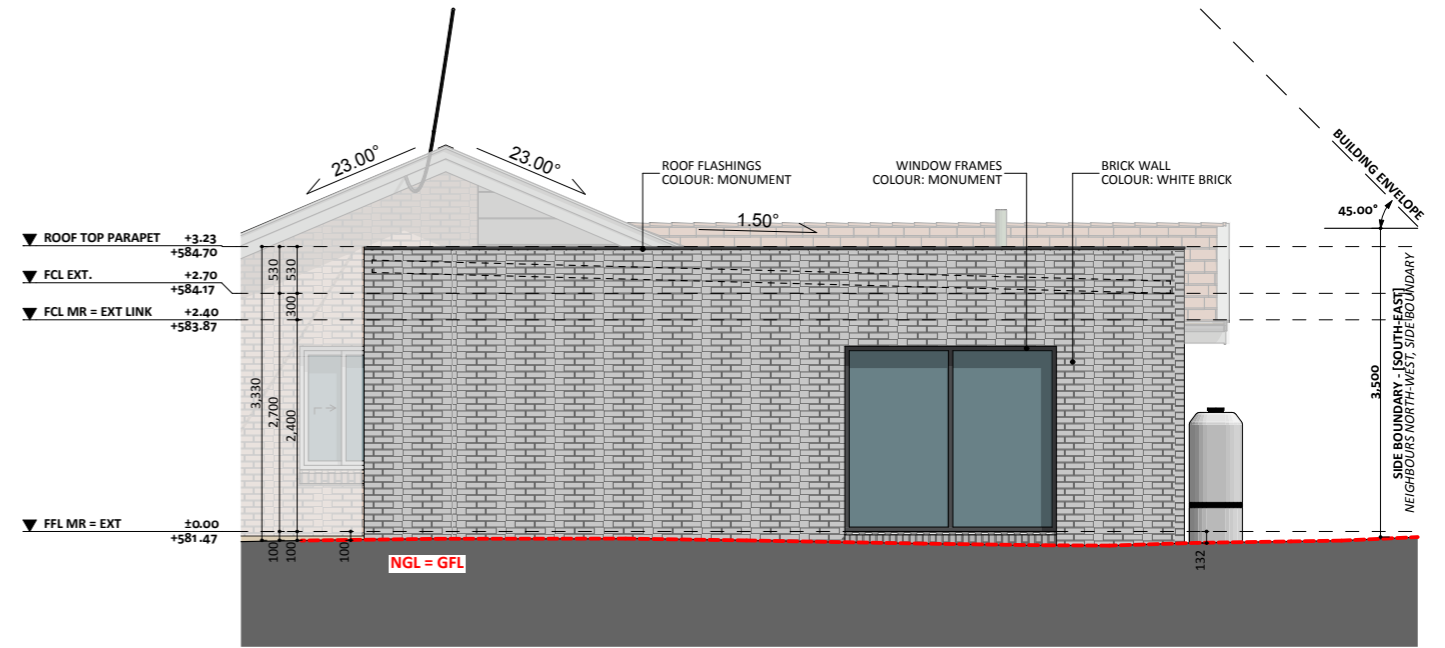 23.00°
23.00°
ROOF FLASHINGS
COLOUR: MONUMENT
WINDOW FRAMES
COLOUR: MONUMENT
BRICK WALL
COLOUR: WHITE BRICK
BUILDING ENVELOPE
45.00°
1.50°
ROOF TOP PARAPET +3.23
+584.70
FCL EXT. +2.70
+584.17
FCL MR = EXT LINK +2.40
+583.87
530
530
300
3,330
2,700
2,400
3,500
SIDE BOUNDARY - [SOUTH-EAST]
NEIGHBOURS NORTH-WEST, SIDE BOUNDARY
FFL MR = EXT ±0.00
+581.47
100
100
100
132
NGL = GFL